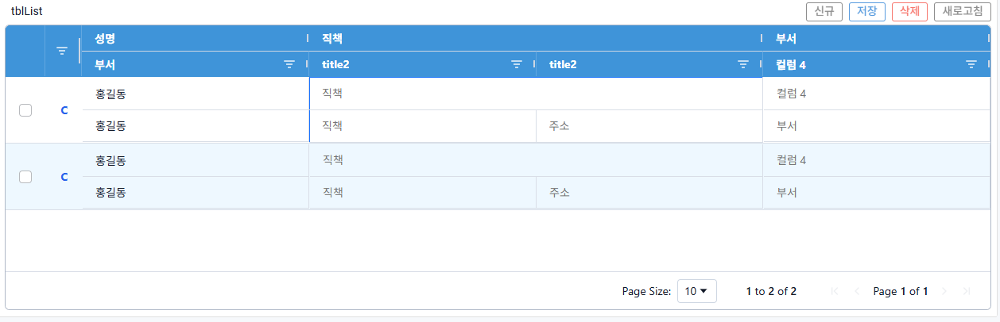 tblList 신규 저장 삭제 새로고침
성명 직책 부서
부서 title2 title2 컬럼 4
홍길동 직책 컬럼 4
C
홍길동 직책 주소 부서
홍길동 직책 컬럼 4
C
홍길동 직책 주소 부서
Page Size: 10 1 to 2 of 2 Page 1 of 1